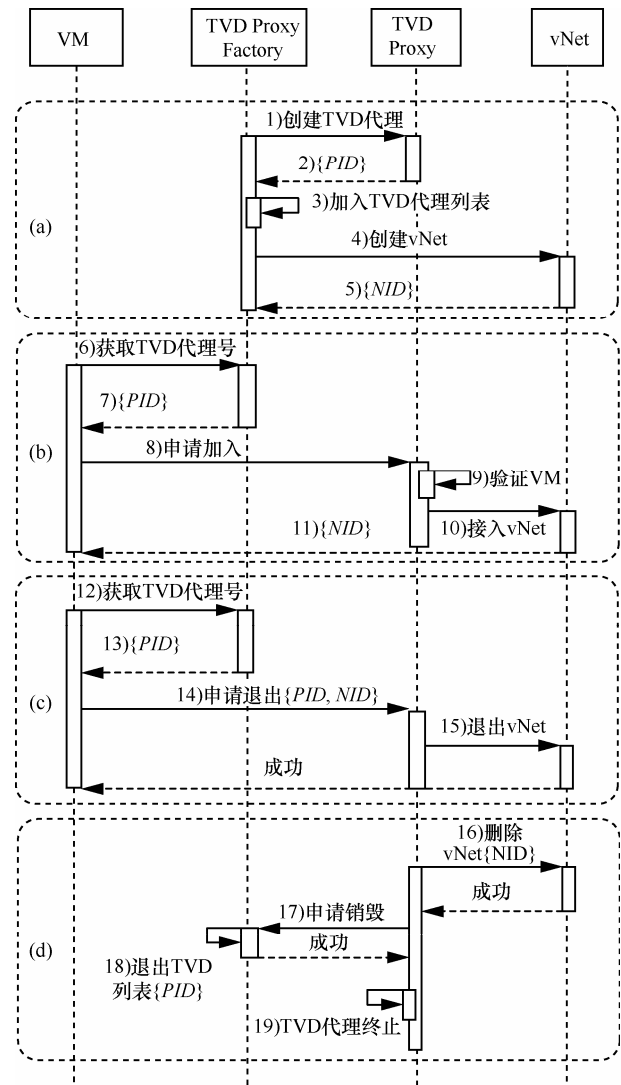 VM
TVD Proxy
Factory
TVD
Proxy
vNet
(a)
1)创建TVD代理
2){PID}
3)加入TVD代理列表
4)创建vNet
5){NID}
(b)
6)获取TVD代理号
7){PID}
8)申请加入
9)验证VM
10)接入vNet
11){NID}
(c)
12)获取TVD代理号
13){PID}
14)申请退出{PID, NID}
15)退出vNet
成功
(d)
16)删除
vNet{NID}
成功
17)申请销毁
成功
18)退出TVD
列表{PID}
19)TVD代理终止